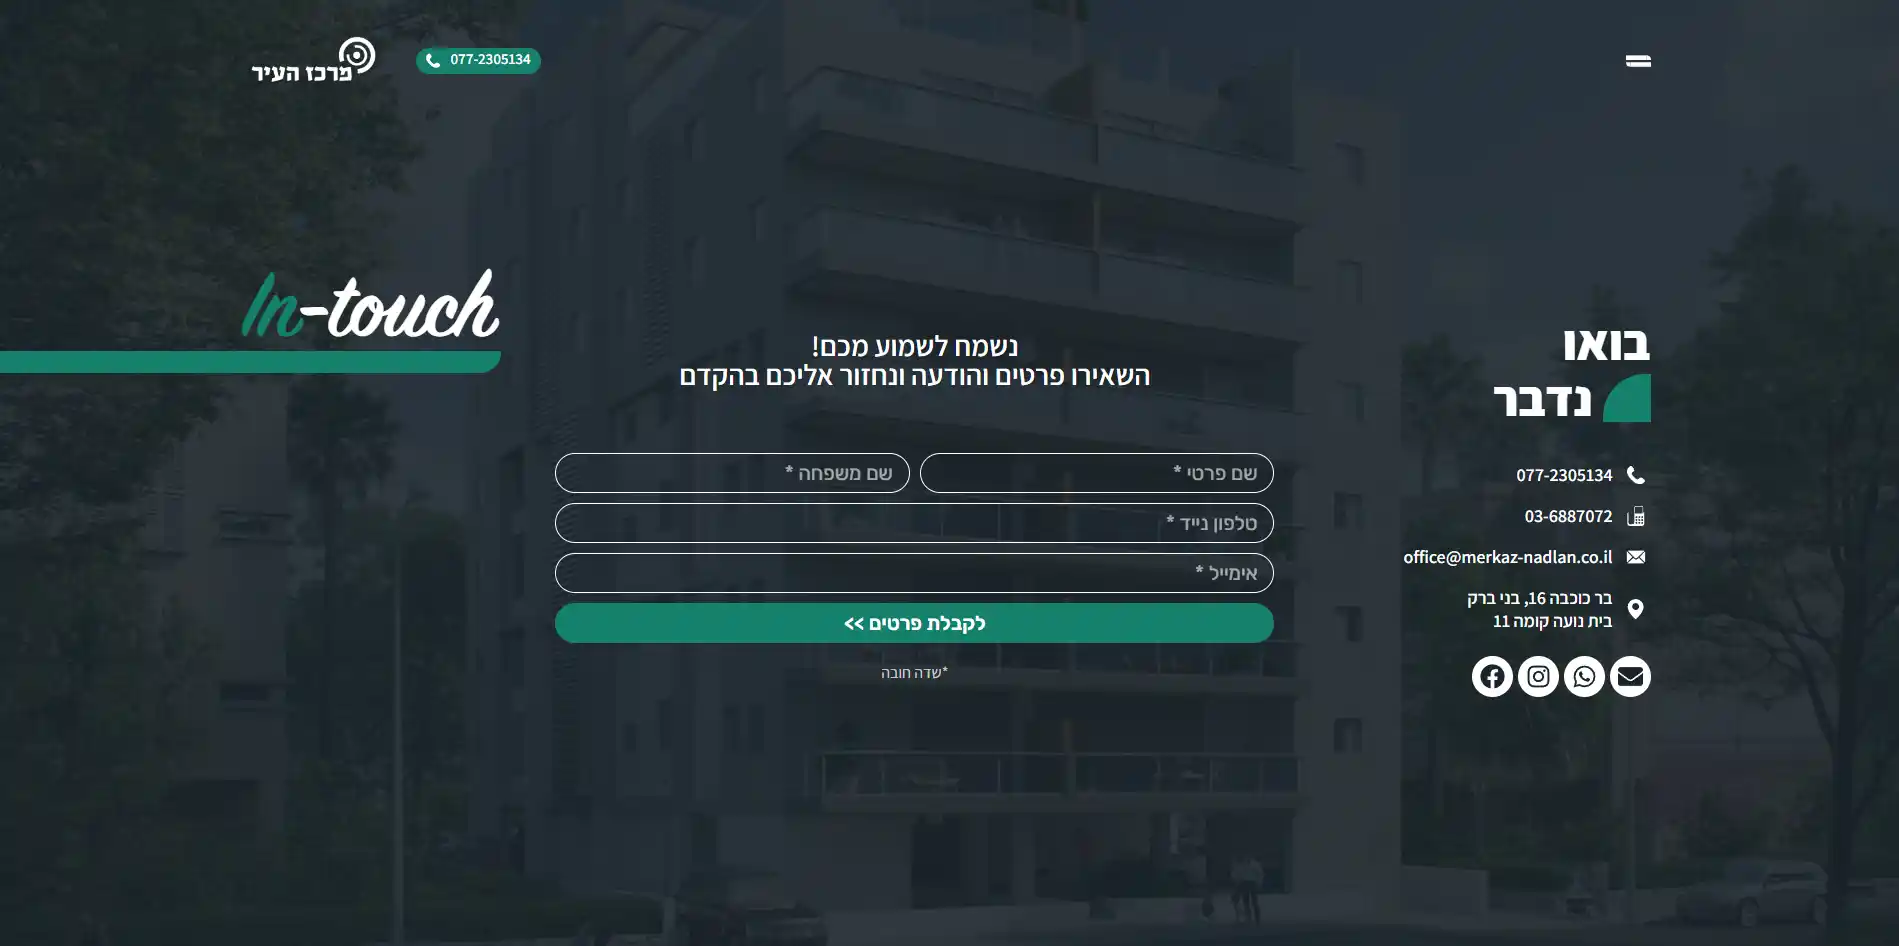 077-2305134
מרכז העיר
In-touch
בואו
נדבר
077-2305134
03-6887072
office@merkaz-nadlan.co.il
בר כוכבה 16, בני ברק
בית נועה קומה 11
נשמח לשמוע מכם!
השאירו פרטים והודעה ונחזור אליכם בהקדם
שם פרטי *
שם משפחה *
טלפון נייד *
אימייל *
לקבלת פרטים >>
*שדה חובה